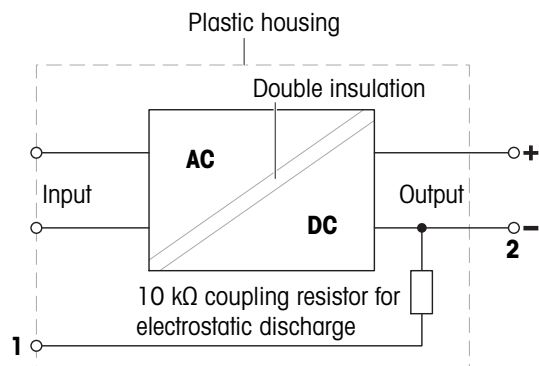 Plastic housing
Double insulation
AC
+
Input
Output
DC
−
2
10 kΩ coupling resistor for
electrostatic discharge
1